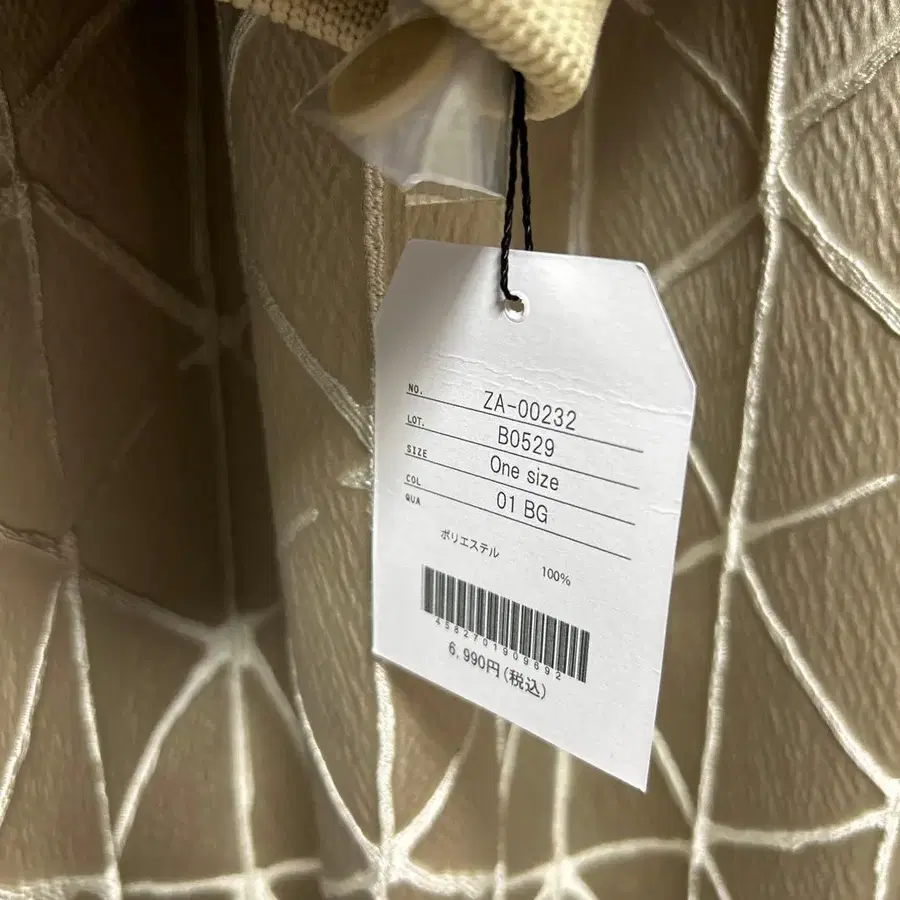 NO. ZA-00232
LOT. B0529
SIZE One size
COL 01 BG
QUA
ポリエステル 100%
4582701909692
6,990円(税込)